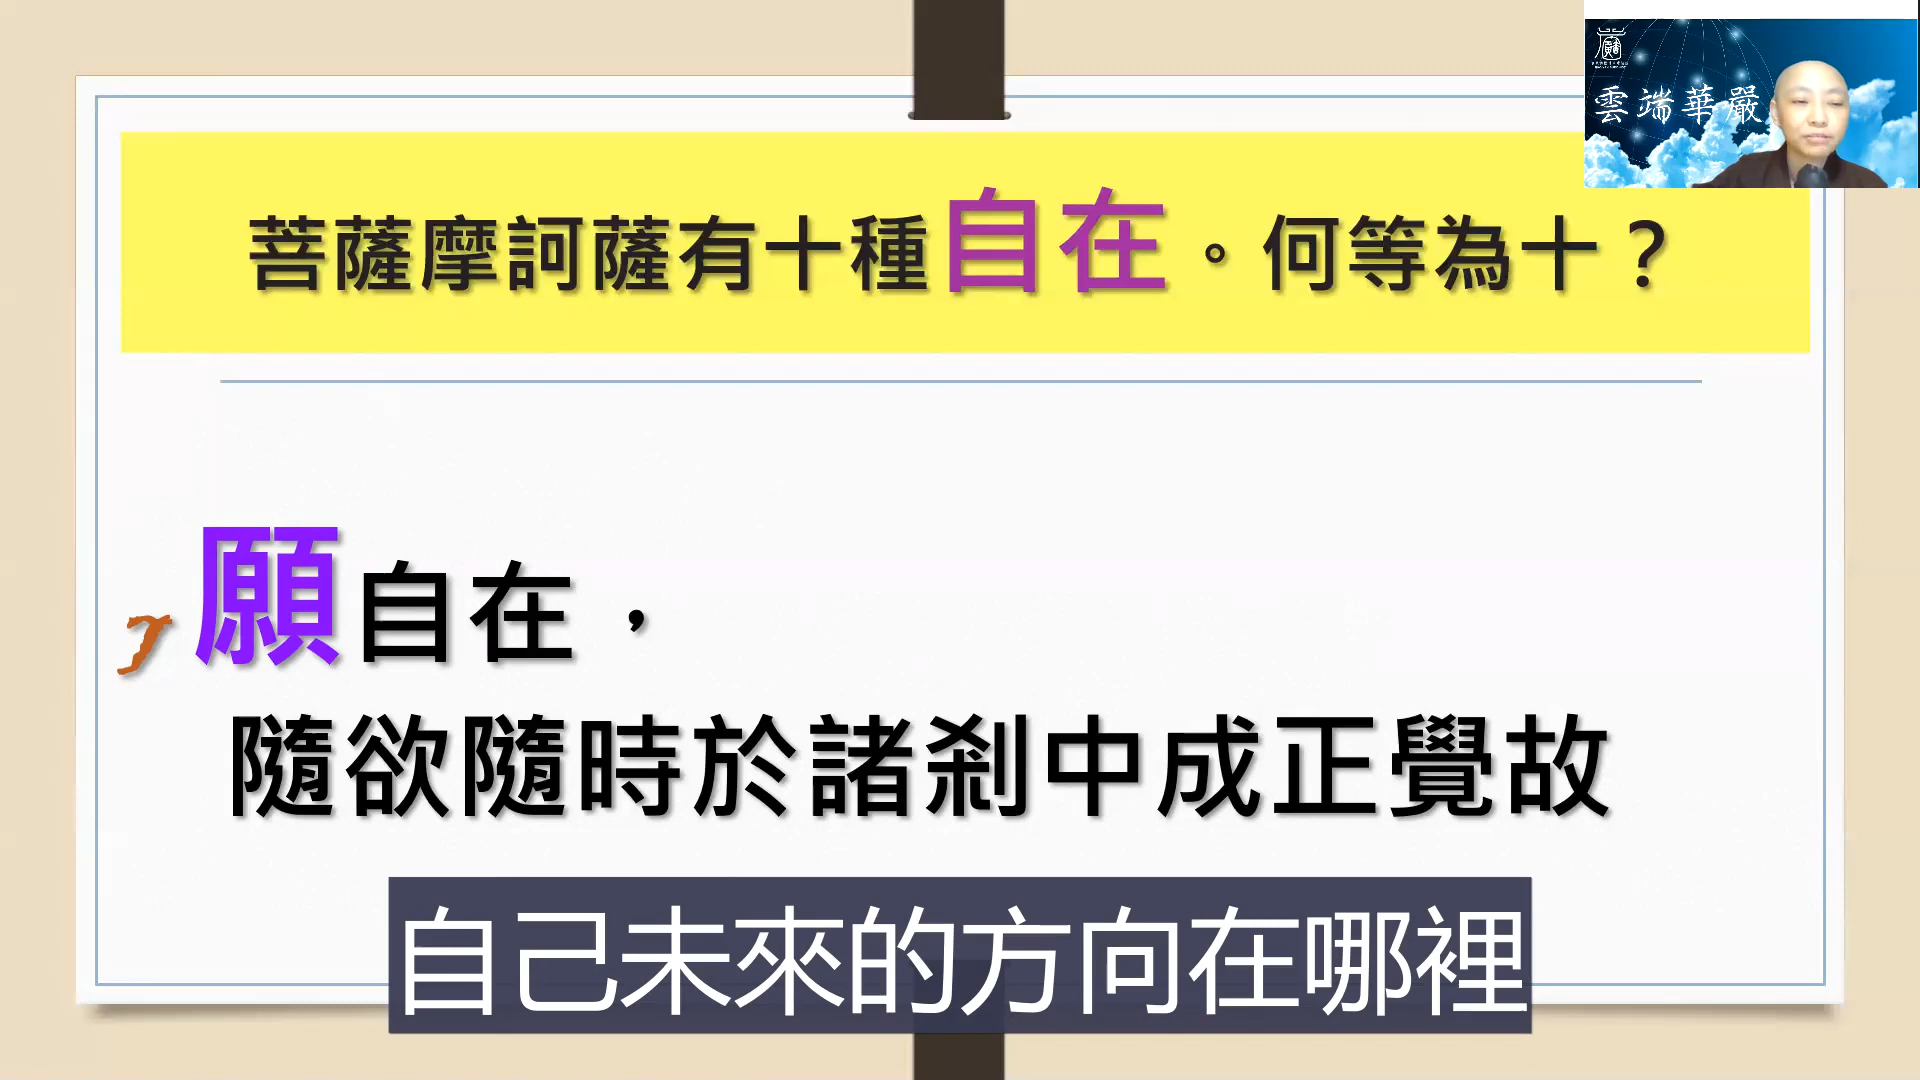 雲端華嚴
菩薩摩訶薩有十種自在。何等為十？
願自在，
隨欲隨時於諸剎中成正覺故
自己未來的方向在哪裡